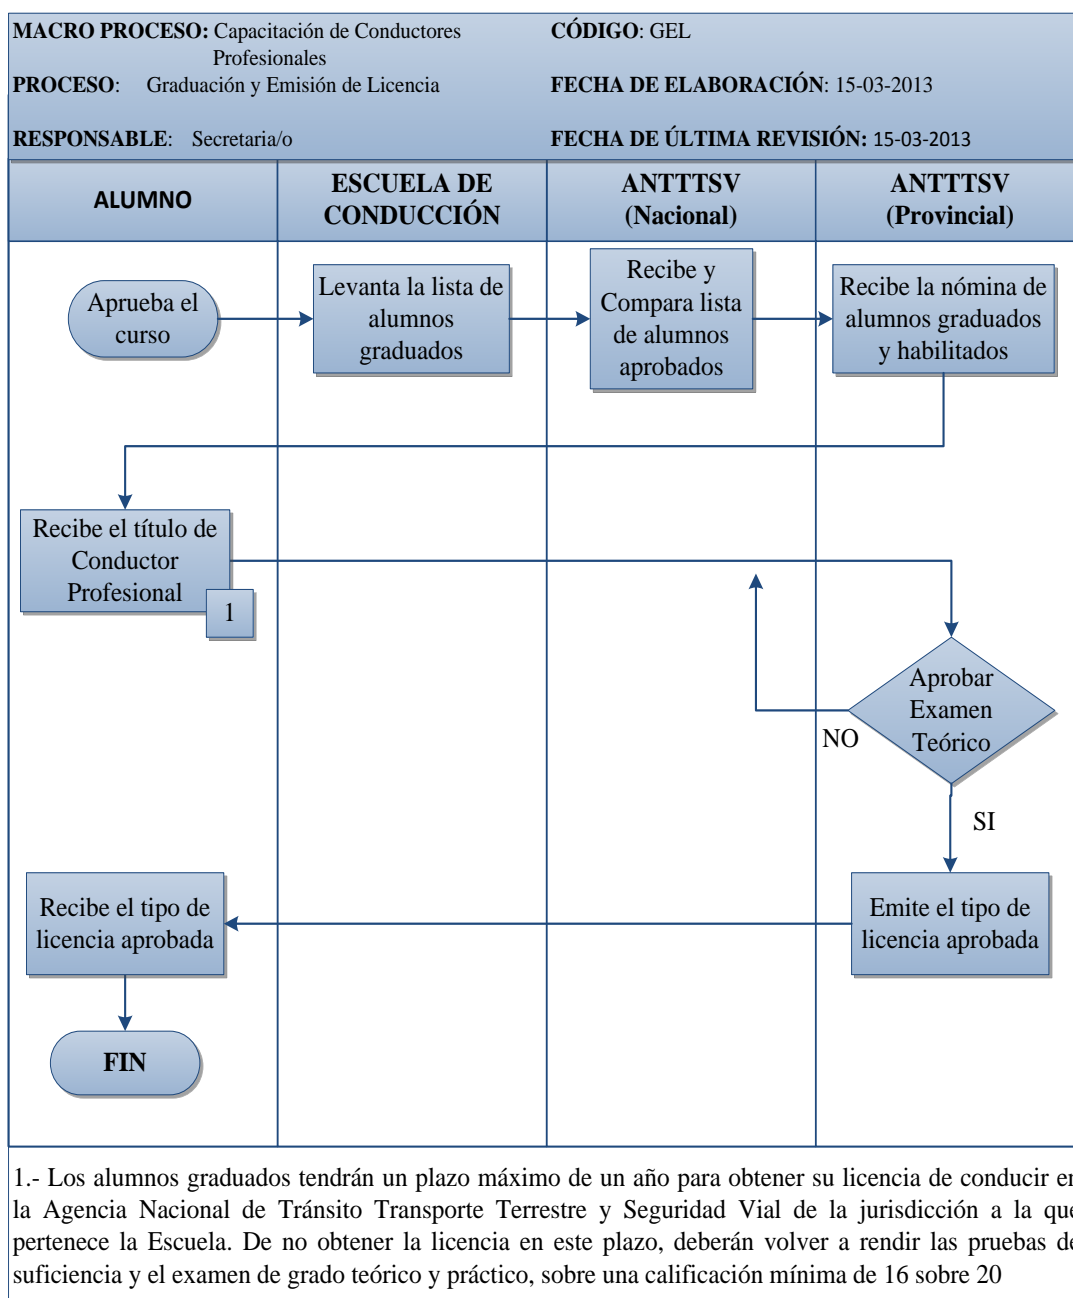 MACRO PROCESO: Capacitación de Conductores
Profesionales
CÓDIGO: GEL
PROCESO: Graduación y Emisión de Licencia
FECHA DE ELABORACIÓN: 15-03-2013
RESPONSABLE: Secretaria/o
FECHA DE ÚLTIMA REVISIÓN: 15-03-2013
ALUMNO
ESCUELA DE
CONDUCCIÓN
ANTTTSV
(Nacional)
ANTTTSV
(Provincial)
Aprueba el
curso
Levanta la lista de
alumnos
graduados
Recibe y
Compara lista
de alumnos
aprobados
Recibe la nómina de
alumnos graduados
y habilitados
Recibe el título de
Conductor
Profesional
1
Aprobar
Examen
Teórico
NO
SI
Recibe el tipo de
licencia aprobada
Emite el tipo de
licencia aprobada
FIN
1.- Los alumnos graduados tendrán un plazo máximo de un año para obtener su licencia de conducir en
la Agencia Nacional de Tránsito Transporte Terrestre y Seguridad Vial de la jurisdicción a la que
pertenece la Escuela. De no obtener la licencia en este plazo, deberán volver a rendir las pruebas de
suficiencia y el examen de grado teórico y práctico, sobre una calificación mínima de 16 sobre 20